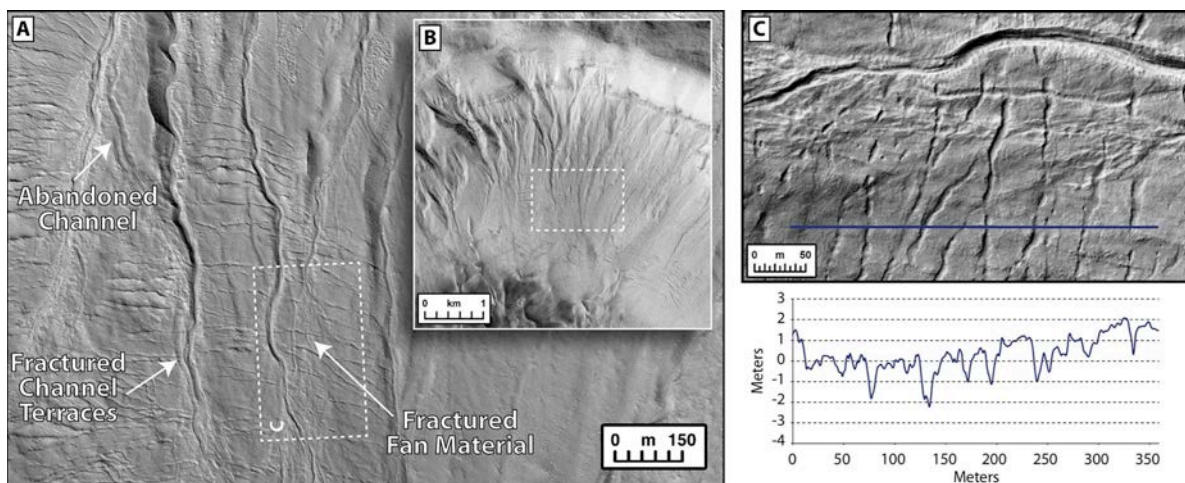 A
Abandoned
Channel
Fractured
Channel
Terraces
Fractured
Fan Material
C
0 m 150
B
0 km 1
C
0 m 50
2
1
0
-1
-2
-3
-4
Meters
0 50 100 150 200 250 300 350
Meters